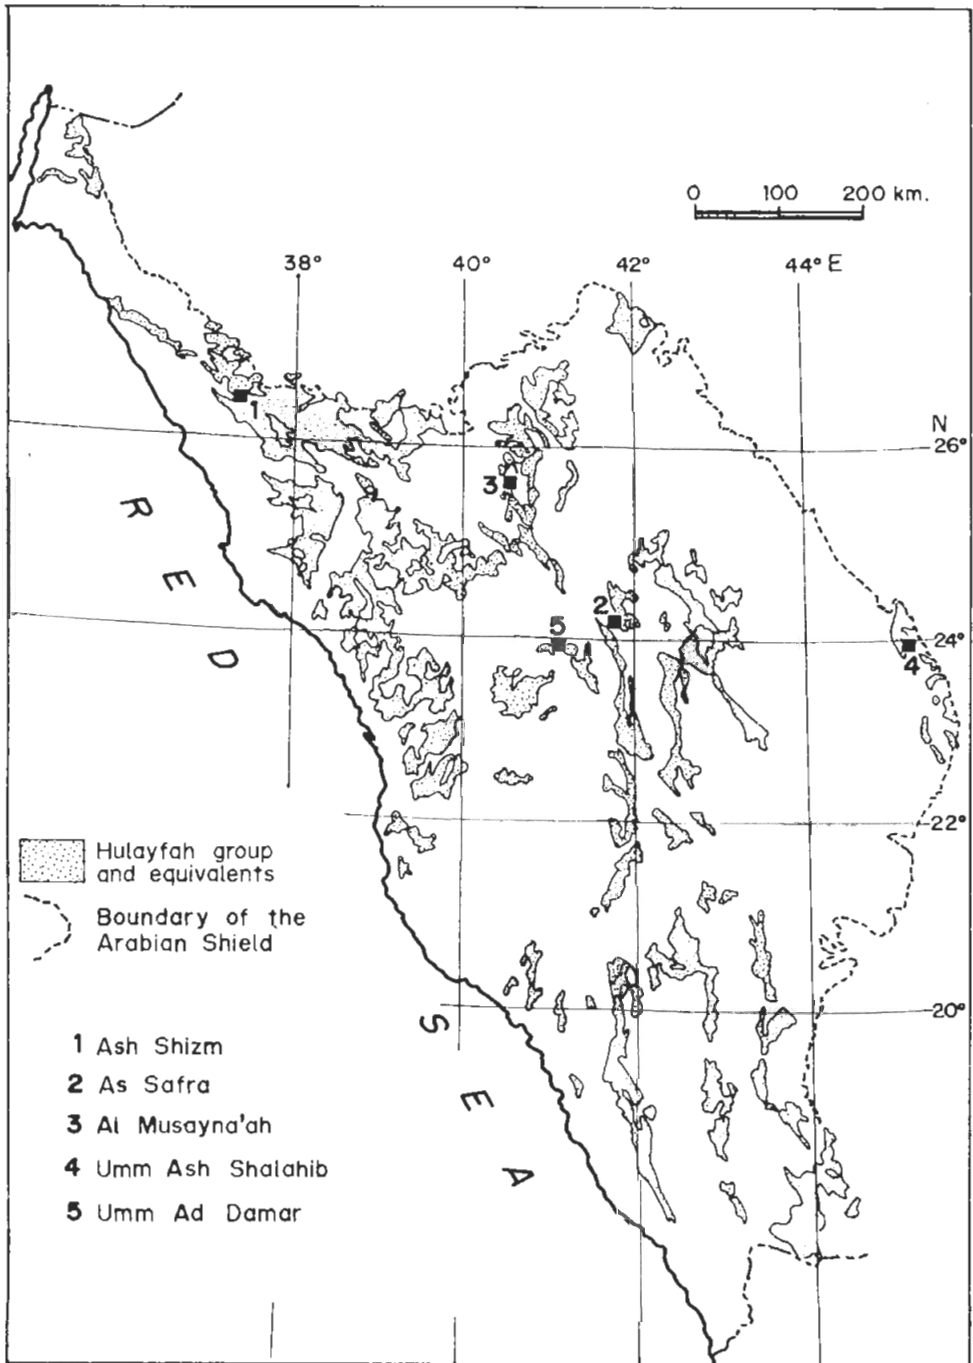 0 100 200 km.
38° 40° 42° 44° E
1
N
26°
3
2
5
24°
4
RED
22°
Hulayfah group
and equivalents
Boundary of the
Arabian Shield
20°
SEA
1 Ash Shizm
2 As Safra
3 Al Musayna'ah
4 Umm Ash Shalahib
5 Umm Ad Damar